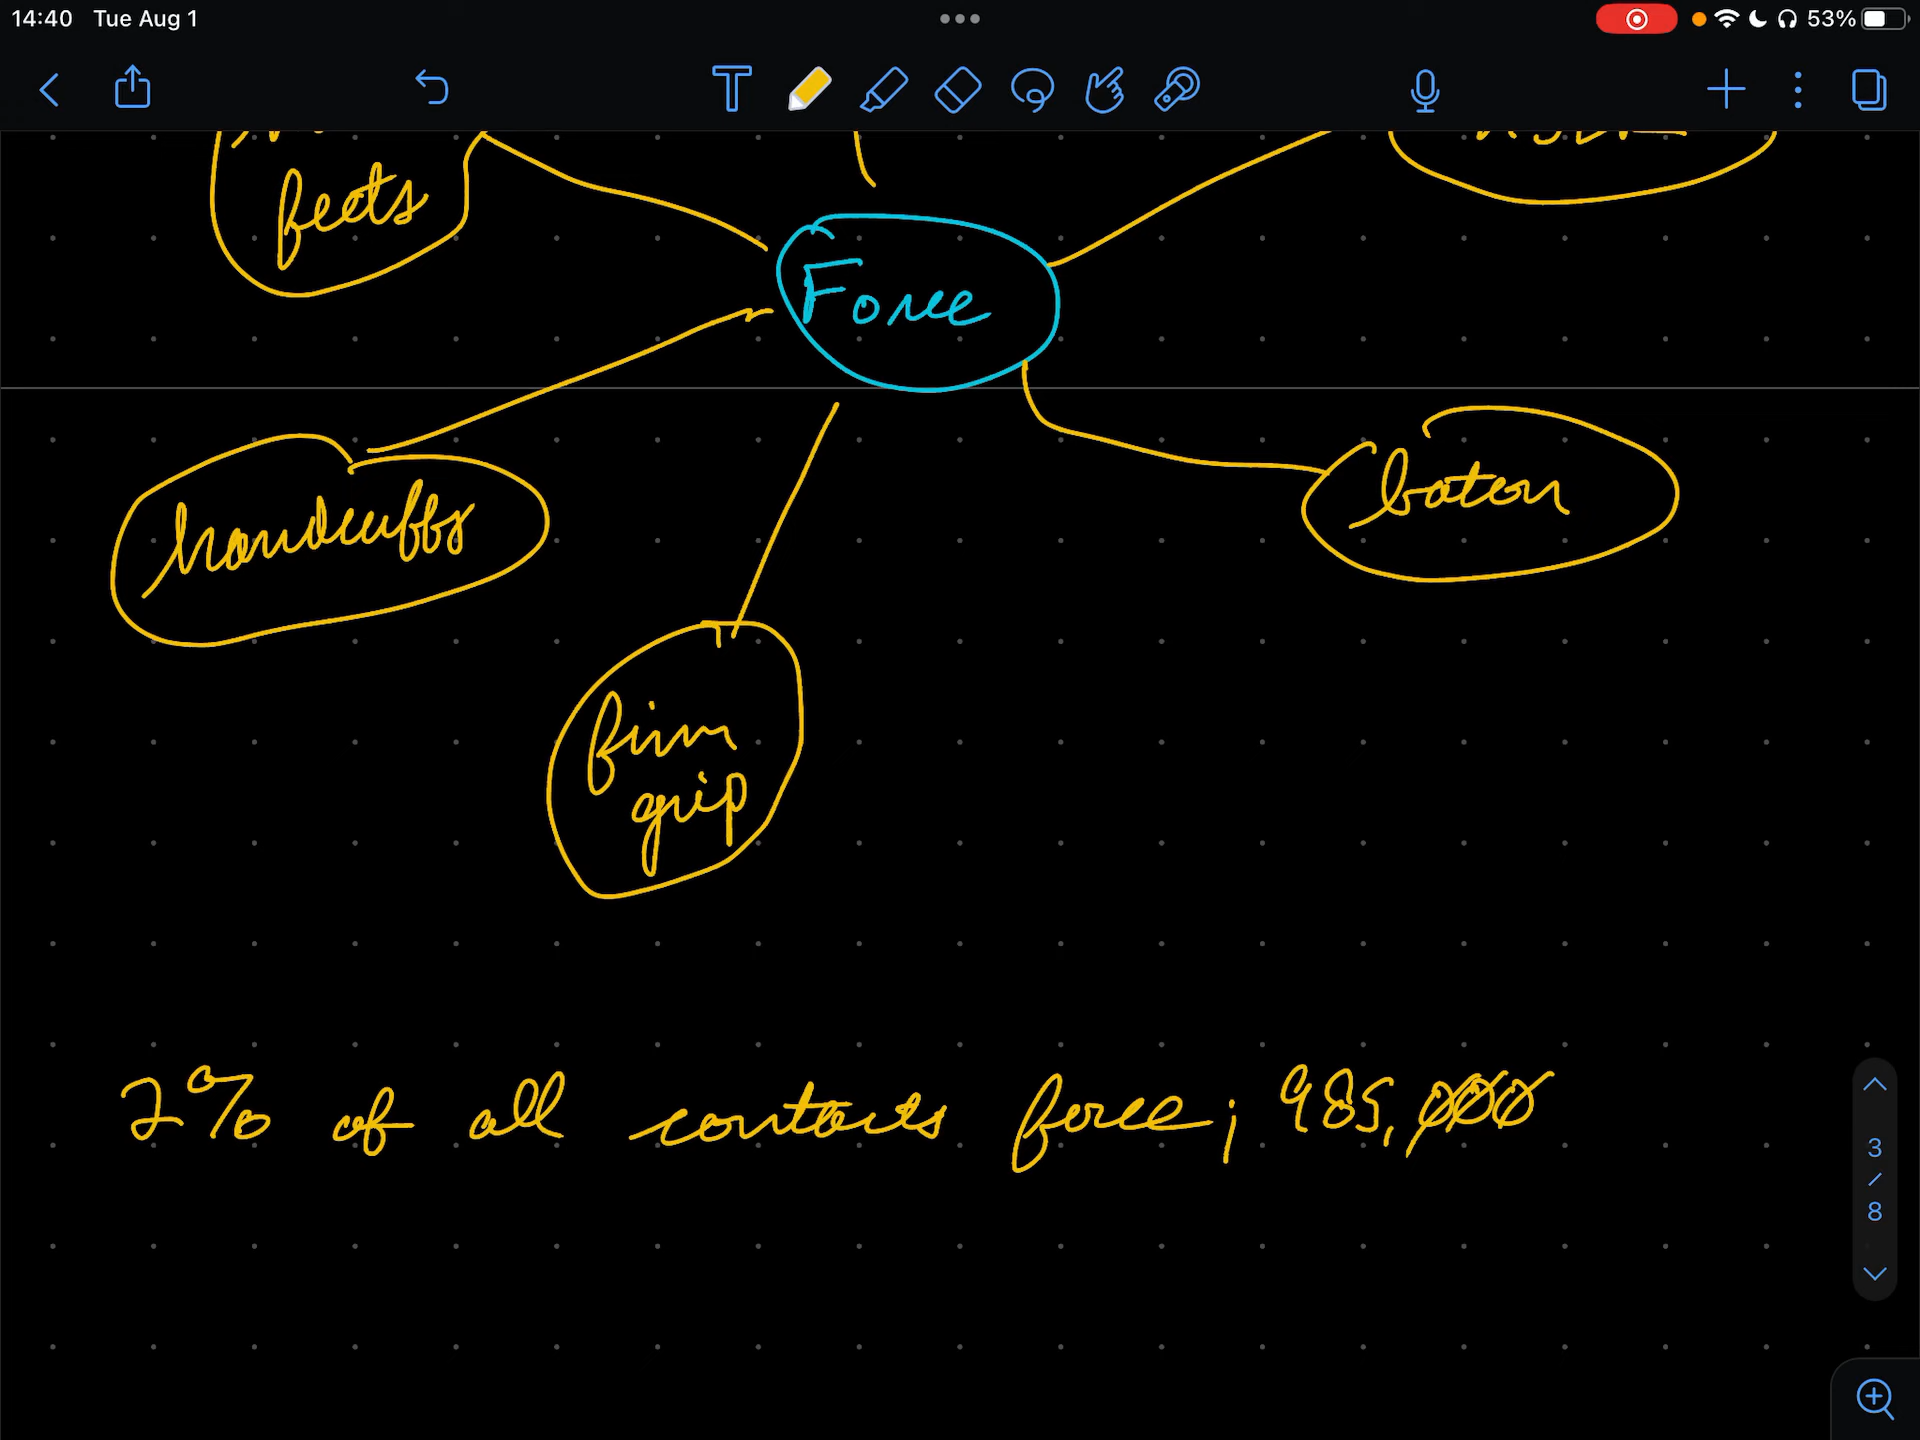 14:40 Tue Aug 1
53%
feets
Force
handcuffs
baton
firm
grip
2% of all contacts force; 985,000
3
/
8